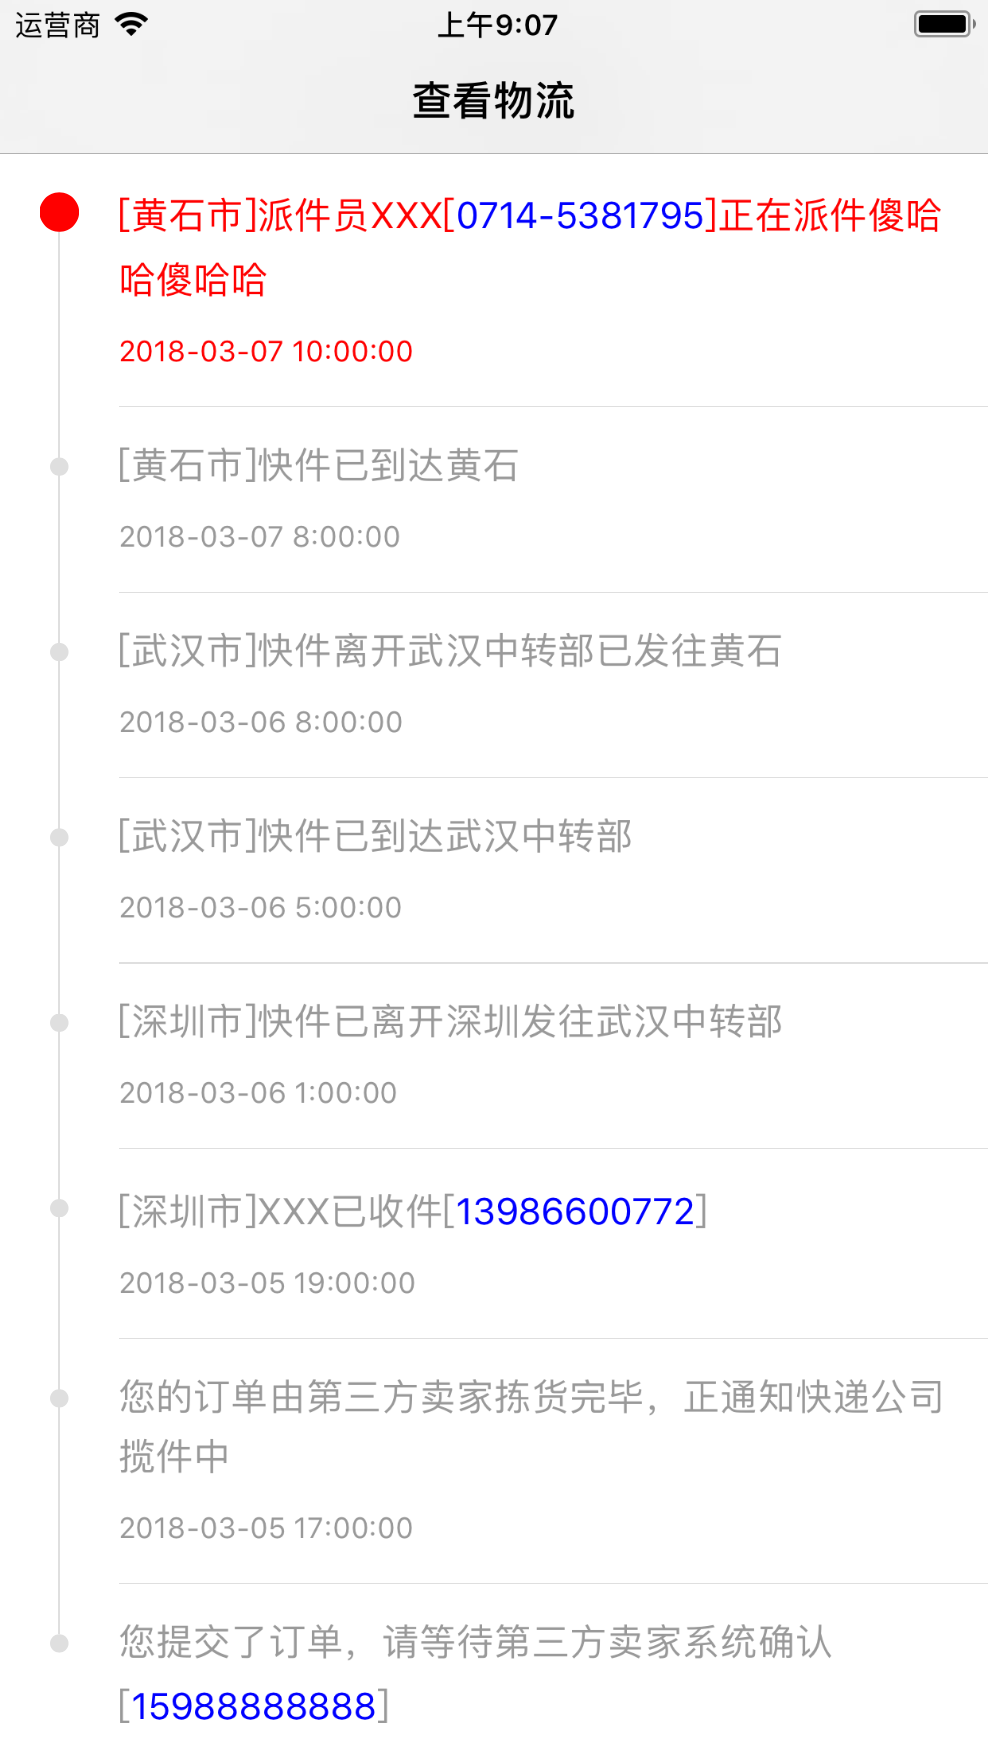 运营商
上午9:07
查看物流
[黄石市]派件员XXX[0714-5381795]正在派件傻哈
哈傻哈哈
2018-03-07 10:00:00
[黄石市]快件已到达黄石
2018-03-07 8:00:00
[武汉市]快件离开武汉中转部已发往黄石
2018-03-06 8:00:00
[武汉市]快件已到达武汉中转部
2018-03-06 5:00:00
[深圳市]快件已离开深圳发往武汉中转部
2018-03-06 1:00:00
[深圳市]XXX已收件[13986600772]
2018-03-05 19:00:00
您的订单由第三方卖家拣货完毕，正通知快递公司
揽件中
2018-03-05 17:00:00
您提交了订单，请等待第三方卖家系统确认
[15988888888]